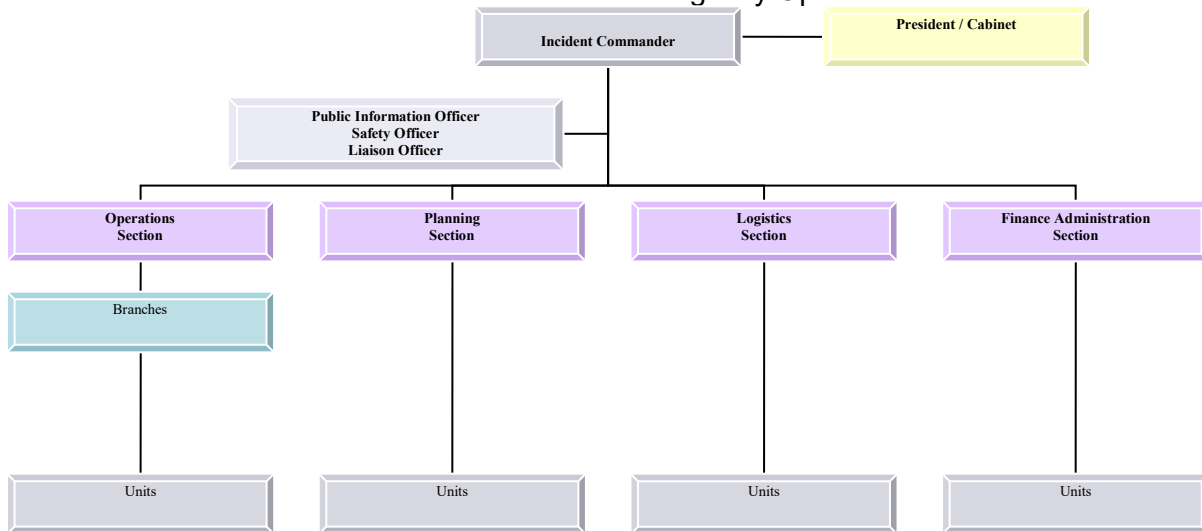 President / Cabinet
Incident Commander
Public Information Officer
Safety Officer
Liaison Officer
Operations
Section
Planning
Section
Logistics
Section
Finance Administration
Section
Branches
Units
Units
Units
Units